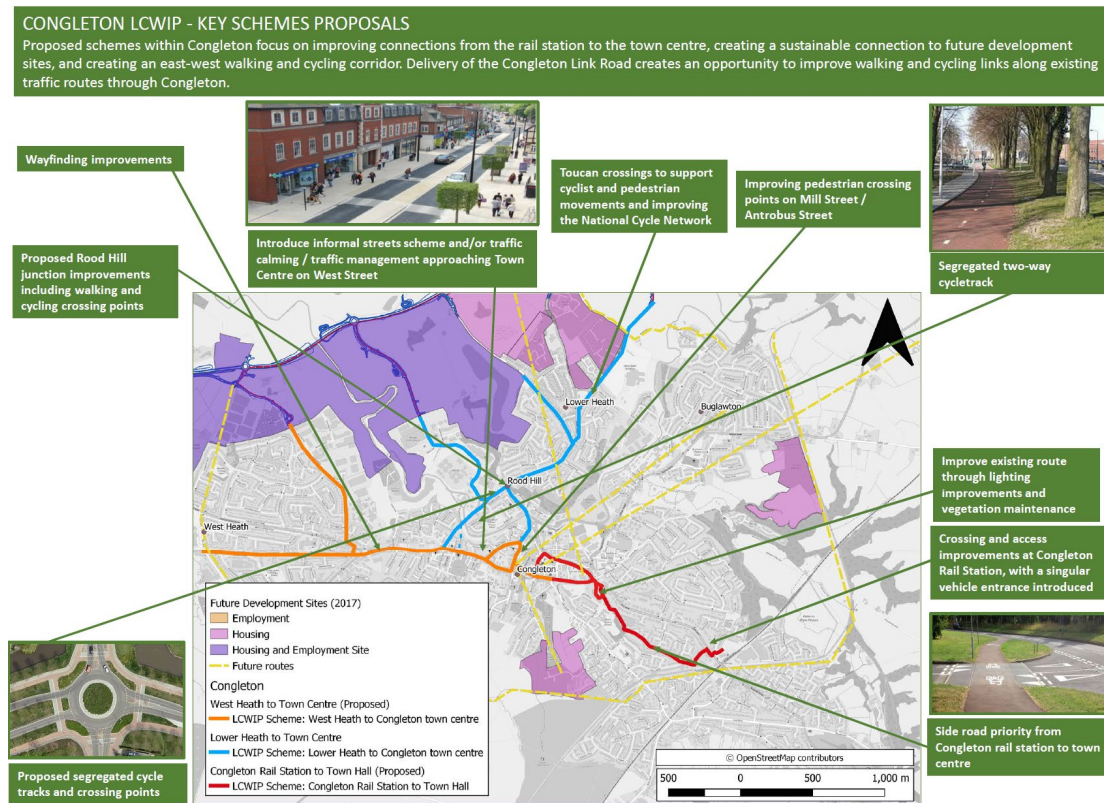 CONGLETON LCWIP - KEY SCHEMES PROPOSALS
Proposed schemes within Congleton focus on improving connections from the rail station to the town centre, creating a sustainable connection to future development
sites, and creating an east-west walking and cycling corridor. Delivery of the Congleton Link Road creates an opportunity to improve walking and cycling links along existing
traffic routes through Congleton.
Wayfinding improvements
Proposed Rood Hill
junction improvements
including walking and
cycling crossing points
Introduce informal streets scheme and/or traffic
calming / traffic management approaching Town
Centre on West Street
Toucan crossings to support
cyclist and pedestrian
movements and improving
the National Cycle Network
Improving pedestrian crossing
points on Mill Street /
Antrobus Street
Segregated two-way
cycletrack
Lower Heath
Buglawton
Rood Hill
West Heath
Congleton
Improve existing route
through lighting
improvements and
vegetation maintenance
Crossing and access
improvements at Congleton
Rail Station, with a singular
vehicle entrance introduced
Side road priority from
Congleton rail station to town
centre
Proposed segregated cycle
tracks and crossing points
Future Development Sites (2017)
Employment
Housing
Housing and Employment Site
Future routes
Congleton
West Heath to Town Centre (Proposed)
LCWIP Scheme: West Heath to Congleton town centre
Lower Heath to Town Centre
LCWIP Scheme: Lower Heath to Congleton town centre
Congleton Rail Station to Town Hall (Proposed)
LCWIP Scheme: Congleton Rail Station to Town Hall
© OpenStreetMap contributors
500 0 500 1,000 m